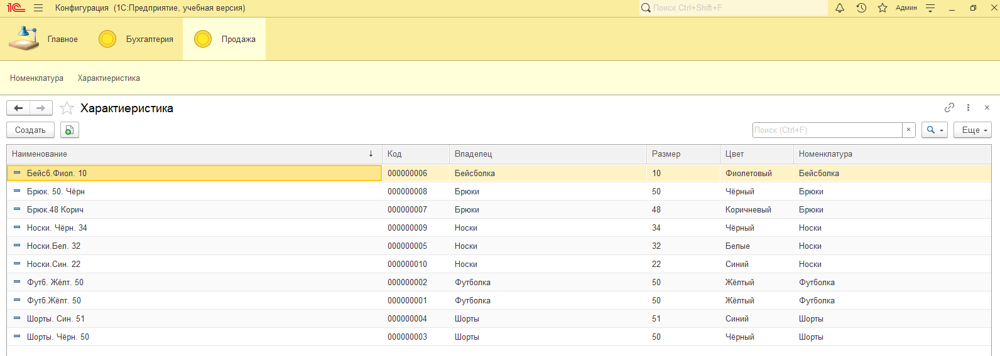 1С Конфигурация (1С:Предприятие, учебная версия) Поиск Ctrl+Shift+F Админ
Главное Бухгалтерия Продажа
Номенклатура Характиеристика
Характиеристика
Создать Поиск (Ctrl+F) × Еще
Наименование ↓ Код Владелец Размер Цвет Номенклатура
Бейсб.Фиол. 10 000000006 Бейсболка 10 Фиолетовый Бейсболка
Брюк. 50. Чёрн 000000008 Брюки 50 Чёрный Брюки
Брюк.48 Корич 000000007 Брюки 48 Коричневый Брюки
Носки. Чёрн. 34 000000009 Носки 34 Чёрный Носки
Носки.Бел. 32 000000005 Носки 32 Белые Носки
Носки.Син. 22 000000010 Носки 22 Синий Носки
Футб. Жёлт. 50 000000002 Футболка 50 Жёлтый Футболка
Футб.Жёлт. 50 000000001 Футболка 50 Жёлтый Футболка
Шорты. Син. 51 000000004 Шорты 51 Синий Шорты
Шорты. Чёрн. 50 000000003 Шорты 50 Чёрный Шорты